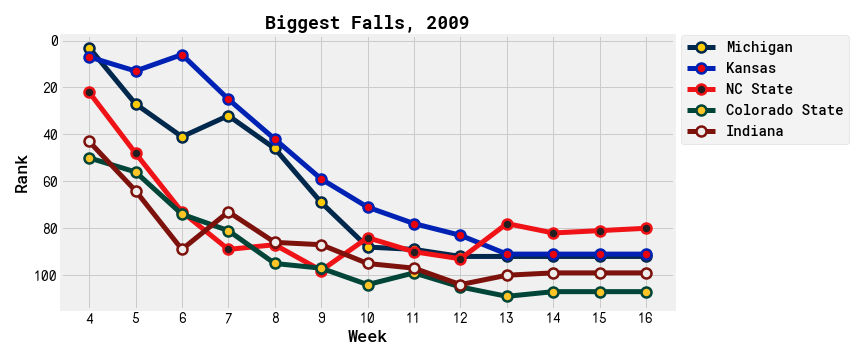 Biggest Falls, 2009
Michigan
Kansas
NC State
Colorado State
Indiana
Rank
0
20
40
60
80
100
4 5 6 7 8 9 10 11 12 13 14 15 16
Week